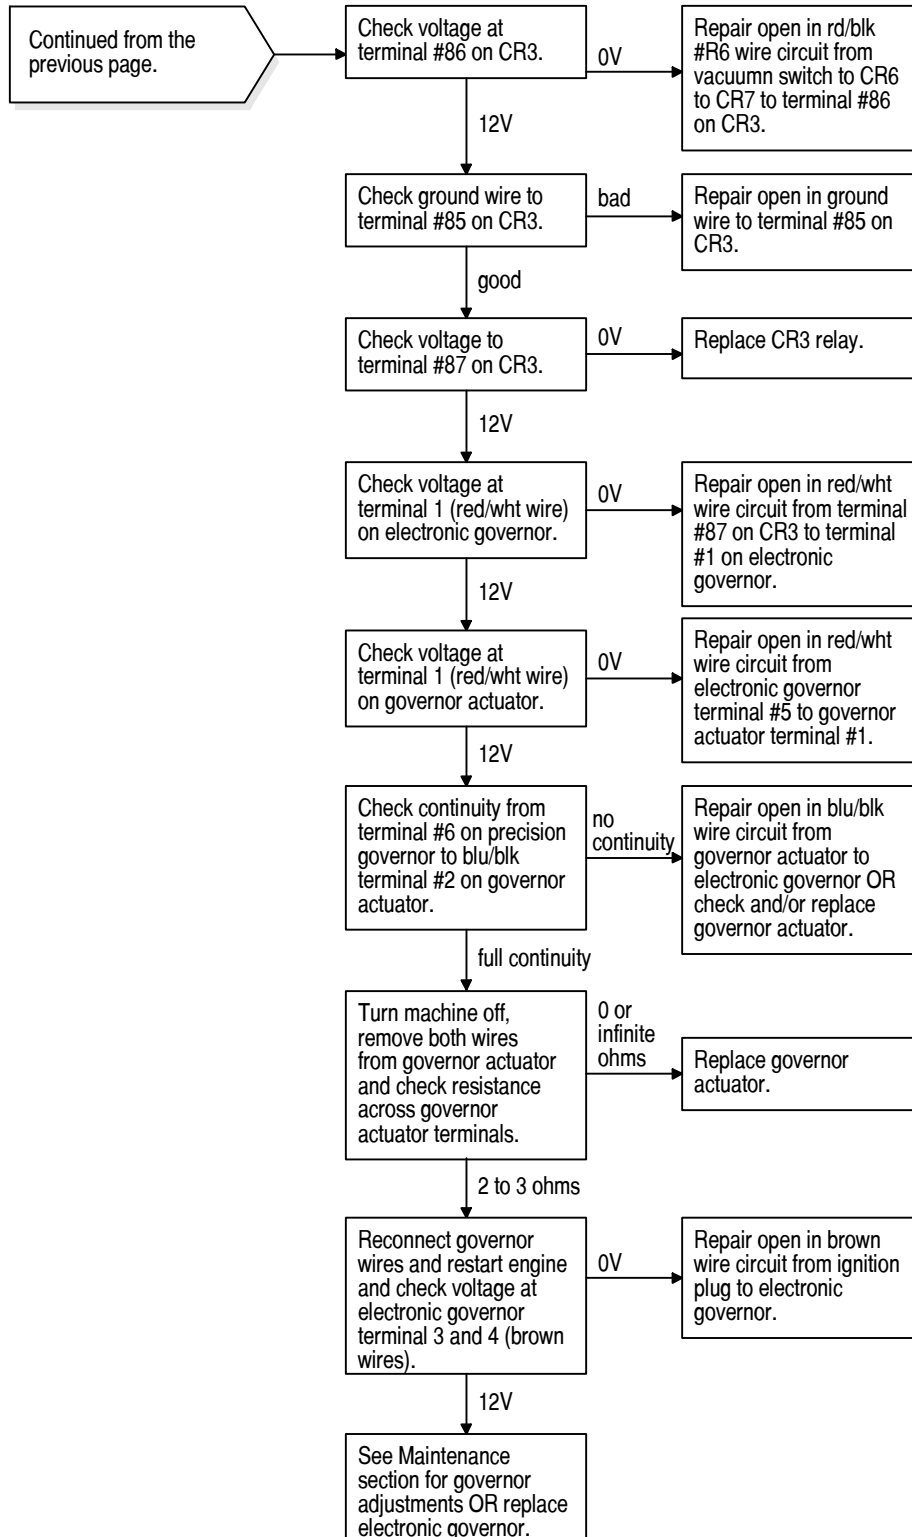 Continued from the
previous page.
Check voltage at
terminal #86 on CR3.
0V
Repair open in rd/blk
#R6 wire circuit from
vacuumn switch to CR6
to CR7 to terminal #86
on CR3.
12V
Check ground wire to
terminal #85 on CR3.
bad
Repair open in ground
wire to terminal #85 on
CR3.
good
Check voltage to
terminal #87 on CR3.
0V
Replace CR3 relay.
12V
Check voltage at
terminal 1 (red/wht wire)
on electronic governor.
0V
Repair open in red/wht
wire circuit from terminal
#87 on CR3 to terminal
#1 on electronic
governor.
12V
Check voltage at
terminal 1 (red/wht wire)
on governor actuator.
0V
Repair open in red/wht
wire circuit from
electronic governor
terminal #5 to governor
actuator terminal #1.
12V
Check continuity from
terminal #6 on precision
governor to blu/blk
terminal #2 on governor
actuator.
no
continuity
Repair open in blu/blk
wire circuit from
governor actuator to
electronic governor OR
check and/or replace
governor actuator.
full continuity
Turn machine off,
remove both wires
from governor actuator
and check resistance
across governor
actuator terminals.
0 or
infinite
ohms
Replace governor
actuator.
2 to 3 ohms
Reconnect governor
wires and restart engine
and check voltage at
electronic governor
terminal 3 and 4 (brown
wires).
0V
Repair open in brown
wire circuit from ignition
plug to electronic
governor.
12V
See Maintenance
section for governor
adjustments OR replace
electronic governor.